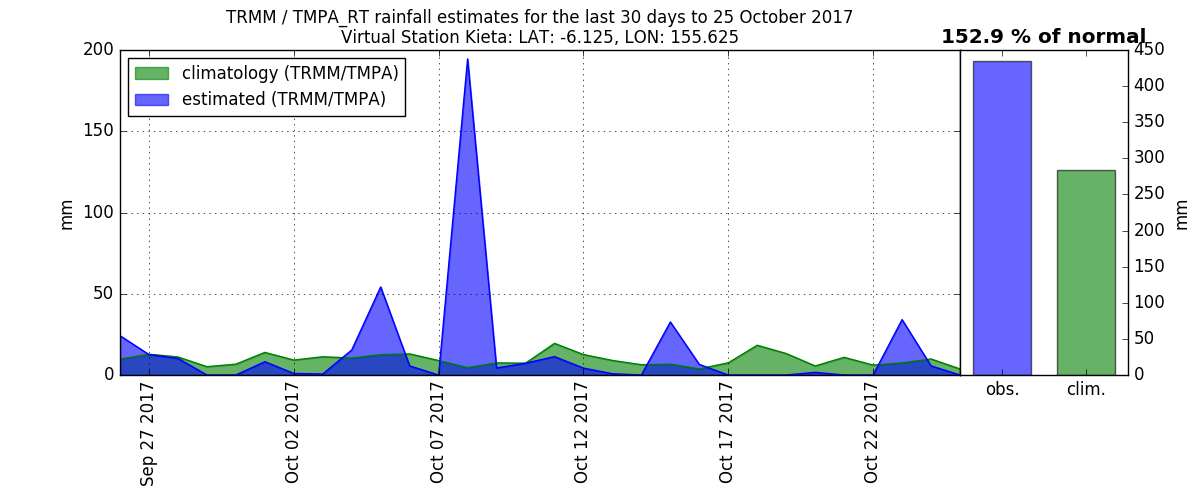 TRMM / TMPA_RT rainfall estimates for the last 30 days to 25 October 2017
Virtual Station Kieta: LAT: -6.125, LON: 155.625
152.9 % of normal
climatology (TRMM/TMPA)
estimated (TRMM/TMPA)
200
150
100
50
0
mm
Sep 27 2017
Oct 02 2017
Oct 07 2017
Oct 12 2017
Oct 17 2017
Oct 22 2017
obs.
clim.
450
400
350
300
250
200
150
100
50
0
mm